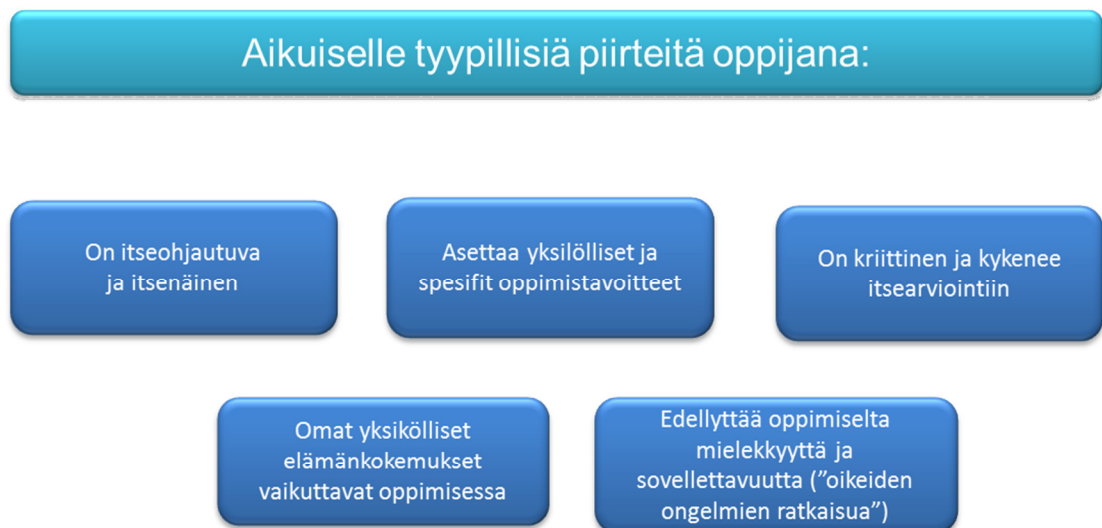 Aikuiselle tyypillisiä piirteitä oppijana:
On itseohjautuva
ja itsenäinen
Asettaa yksilölliset ja
spesifit oppimistavoitteet
On kriittinen ja kykenee
itsearviointiin
Omat yksikölliset
elämänkokemukset
vaikuttavat oppimisessa
Edellyttää oppimiselta
mielekkyyttä ja
sovellettavuutta (”oikeiden
ongelmien ratkaisua”)